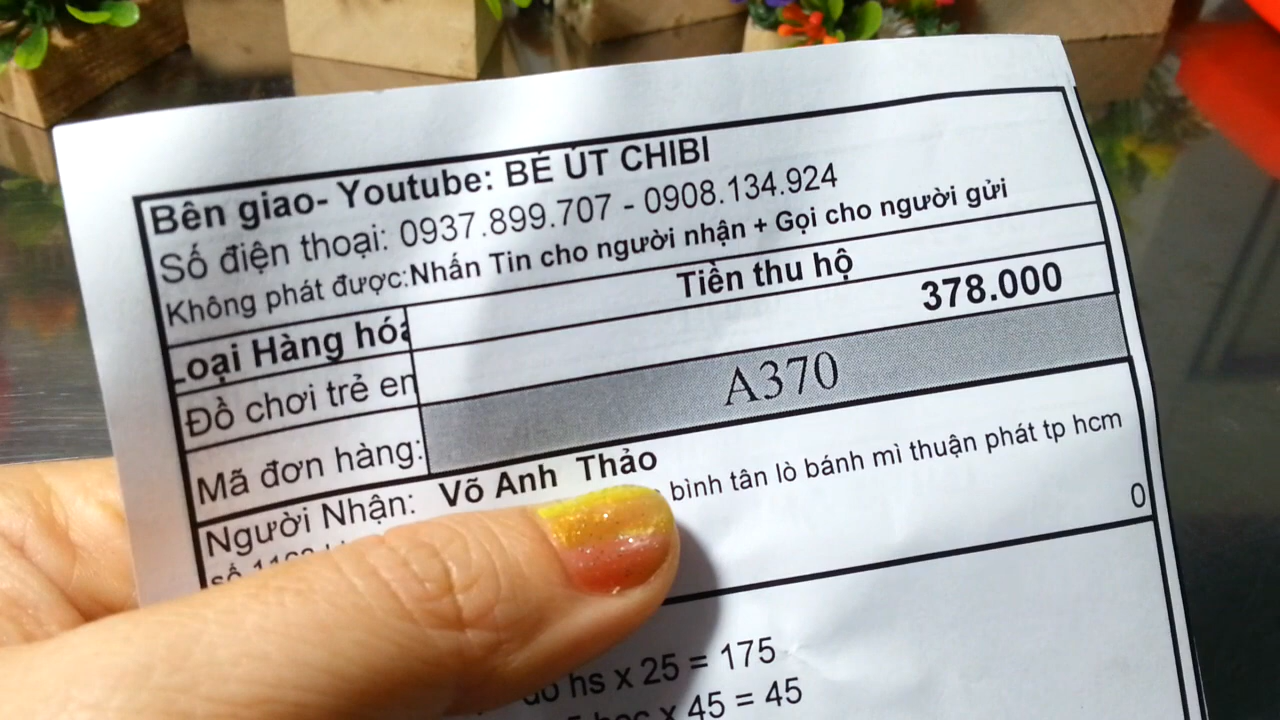 Bên giao- Youtube: BÉ ÚT CHIBI
Số điện thoại: 0937.899.707 - 0908.134.924
Không phát được:Nhấn Tin cho người nhận + Gọi cho người gửi
Loại Hàng hóa Tiền thu hộ
Đồ chơi trẻ em 378.000
Mã đơn hàng: A370
Người Nhận: Võ Anh Thảo
số bình tân lò bánh mì thuận phát tp hcm
0
hs x 25 = 175
x 45 = 45